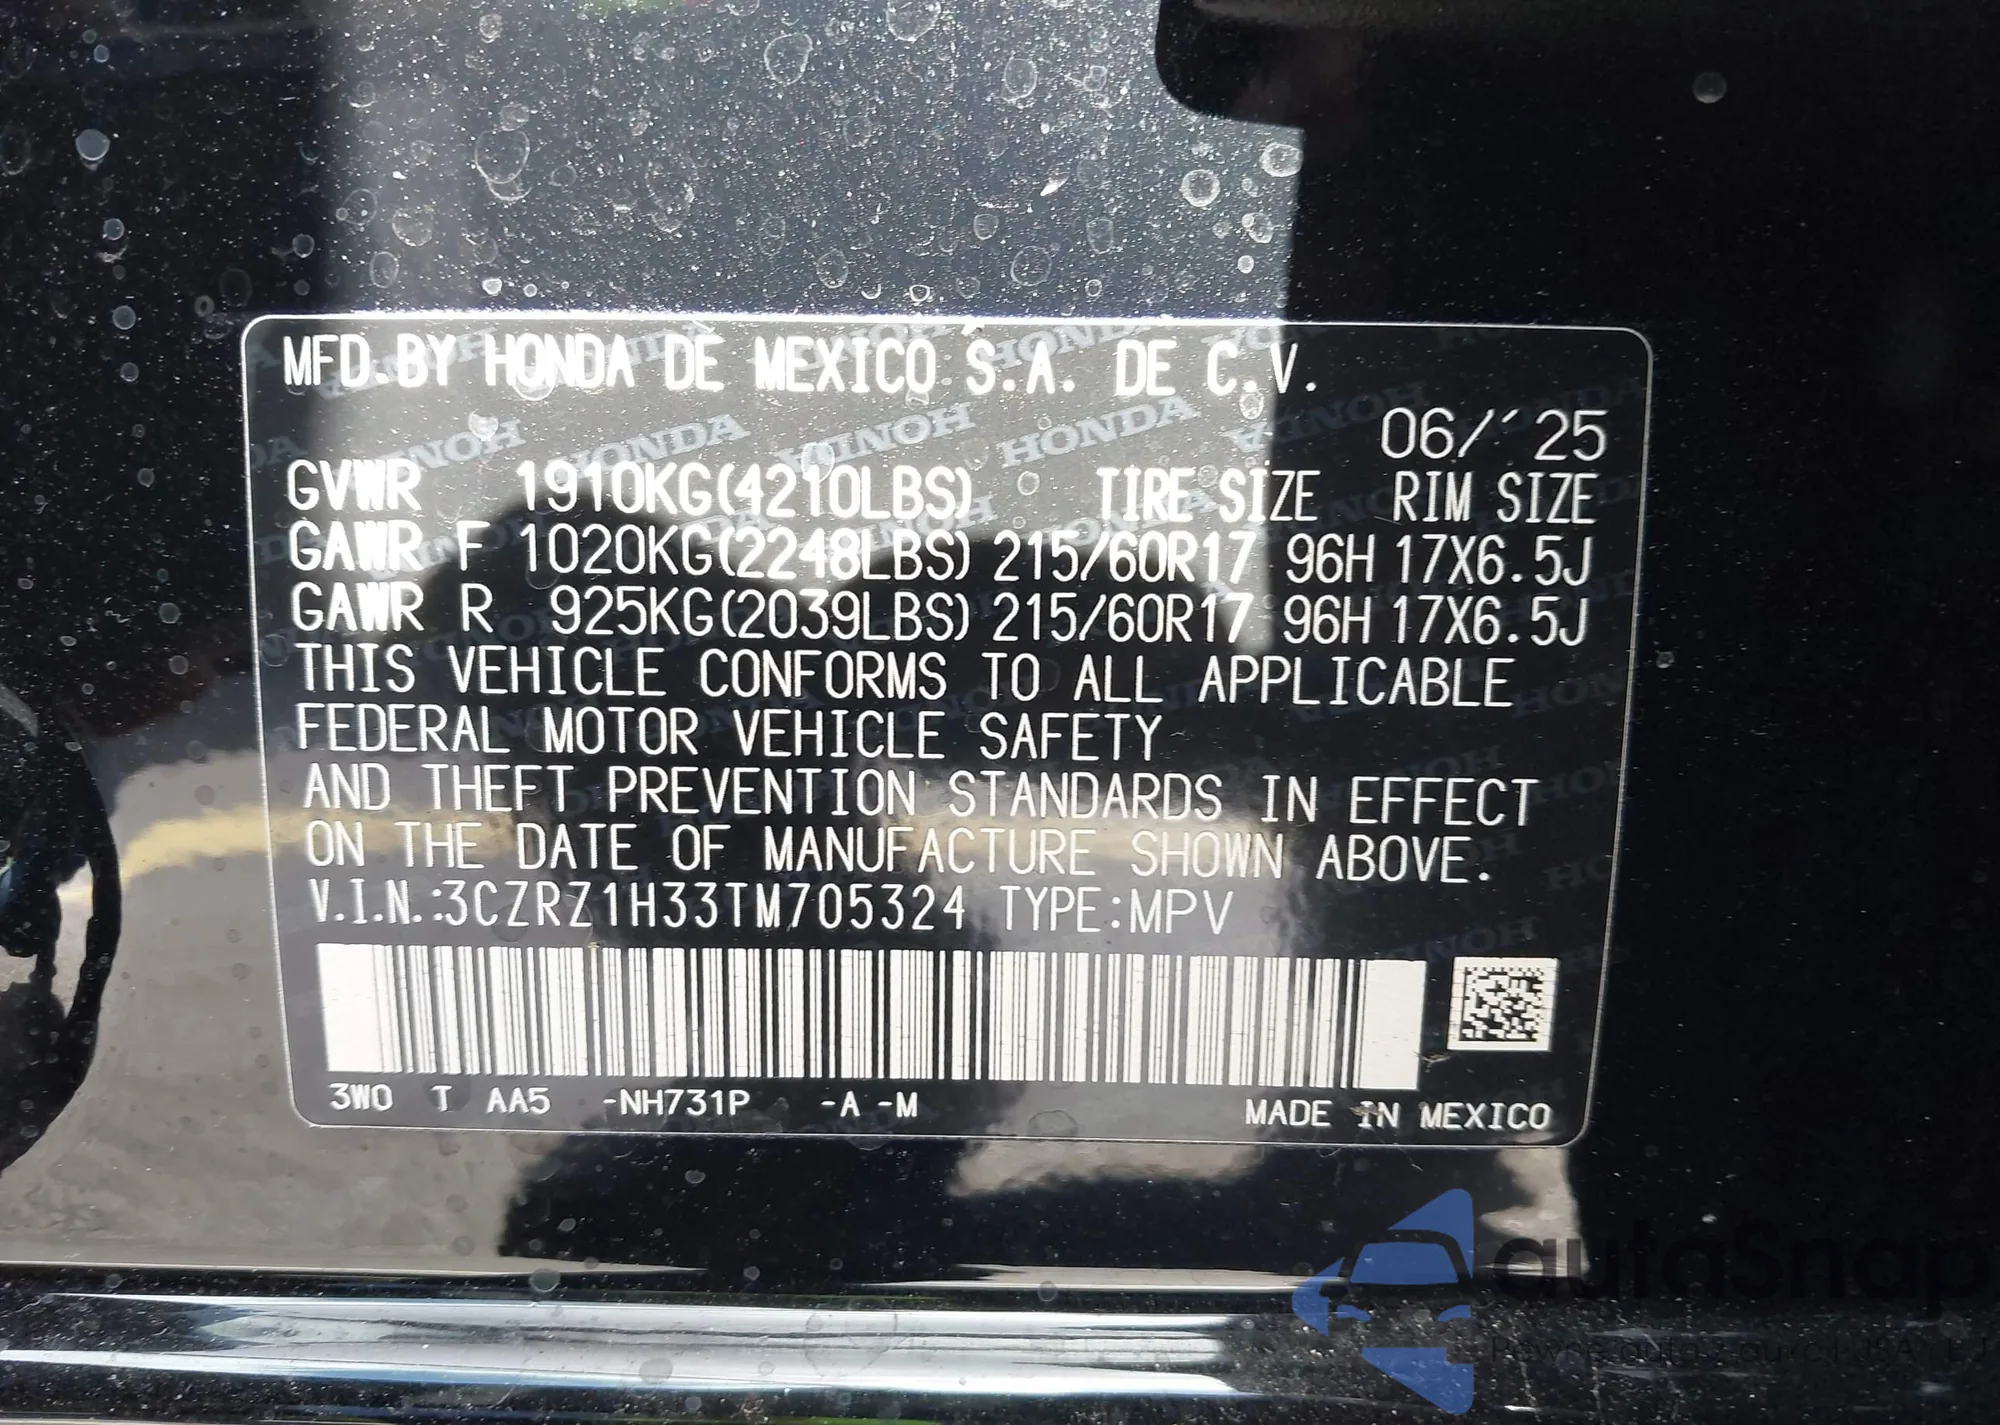 MFD.BY HONDA DE MEXICO S.A. DE C.V.
06/´25
GVWR 1910KG(4210LBS) TIRE SIZE RIM SIZE
GAWR F 1020KG(2248LBS) 215/60R17 96H 17X6.5J
GAWR R 925KG(2039LBS) 215/60R17 96H 17X6.5J
THIS VEHICLE CONFORMS TO ALL APPLICABLE
FEDERAL MOTOR VEHICLE SAFETY
AND THEFT PREVENTION STANDARDS IN EFFECT
ON THE DATE OF MANUFACTURE SHOWN ABOVE.
V.I.N.:3CZRZ1H33TM705324 TYPE:MPV
3WO T AA5 -NH731P -A -M
MADE IN MEXICO
autaSnap